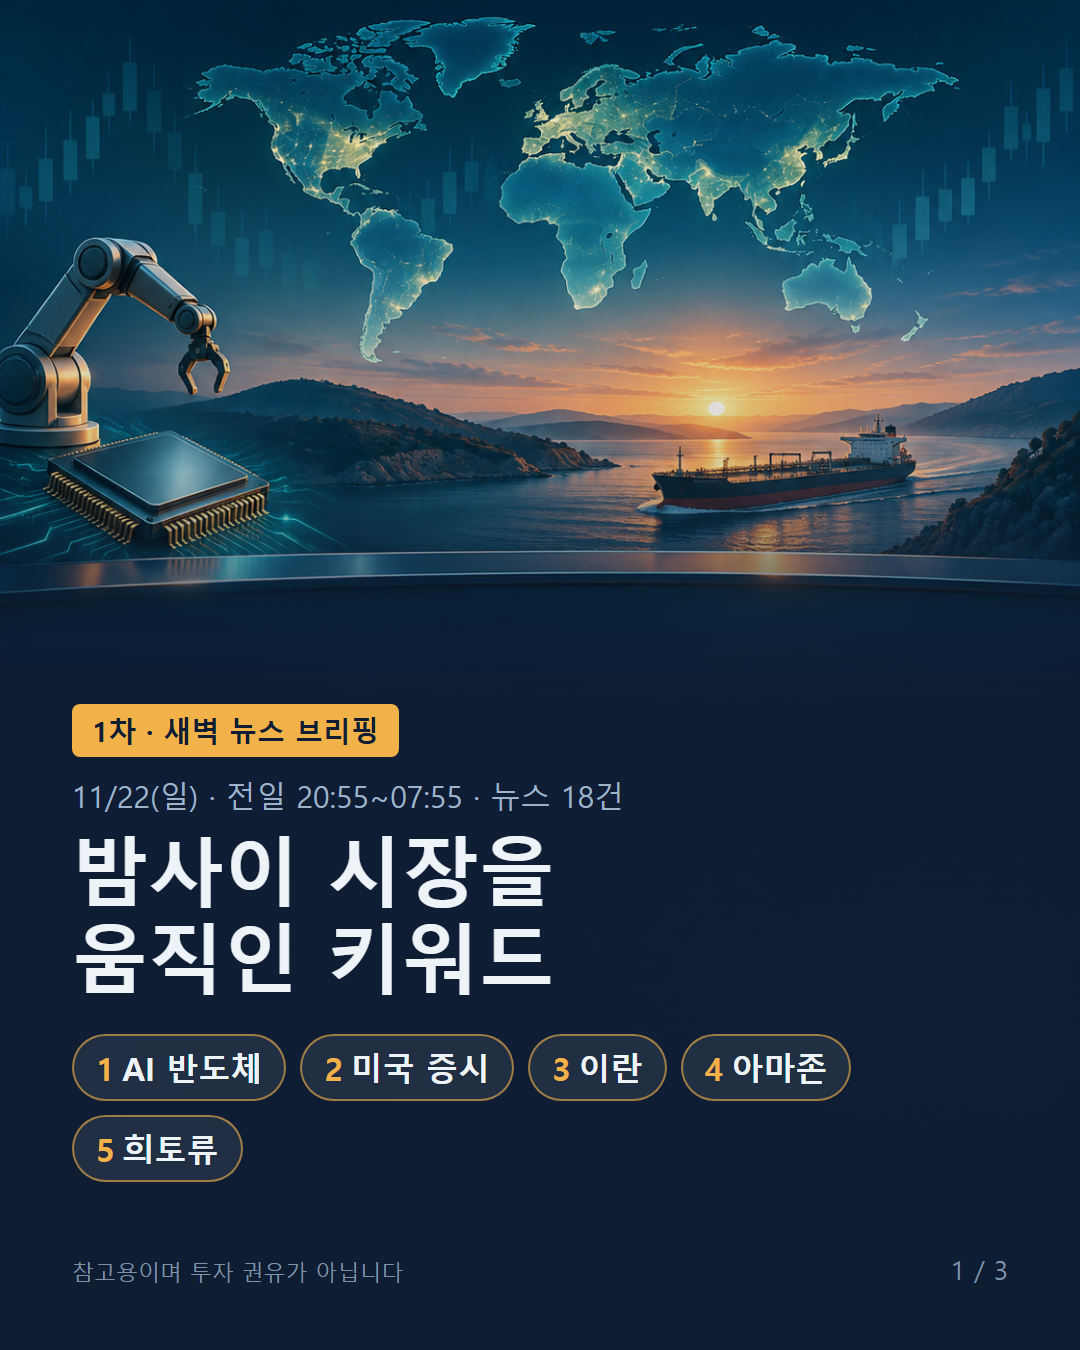 1차 · 새벽 뉴스 브리핑
11/22(일) · 전일 20:55~07:55 · 뉴스 18건
밤사이 시장을
움직인 키워드
1 AI 반도체
2 미국 증시
3 이란
4 아마존
5 희토류
참고용이며 투자 권유가 아닙니다
1 / 3